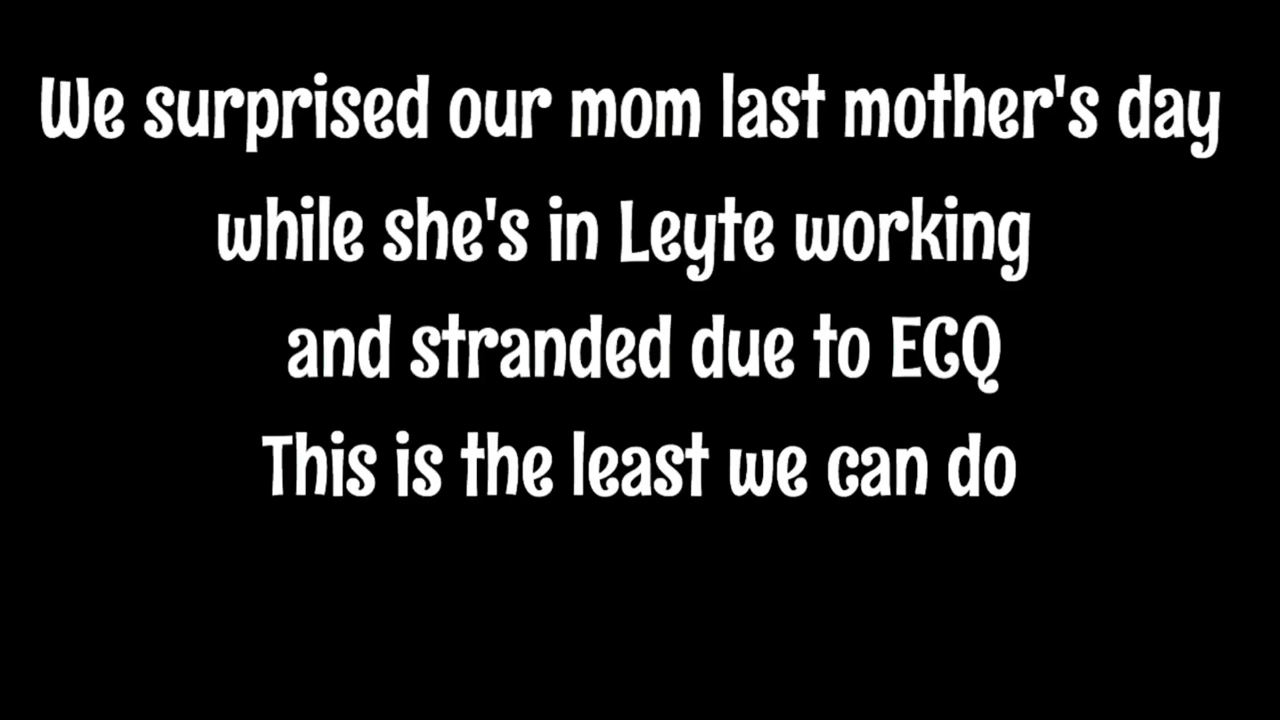 We surprised our mom last mother's day
while she's in Leyte working
and stranded due to ECQ
This is the least we can do